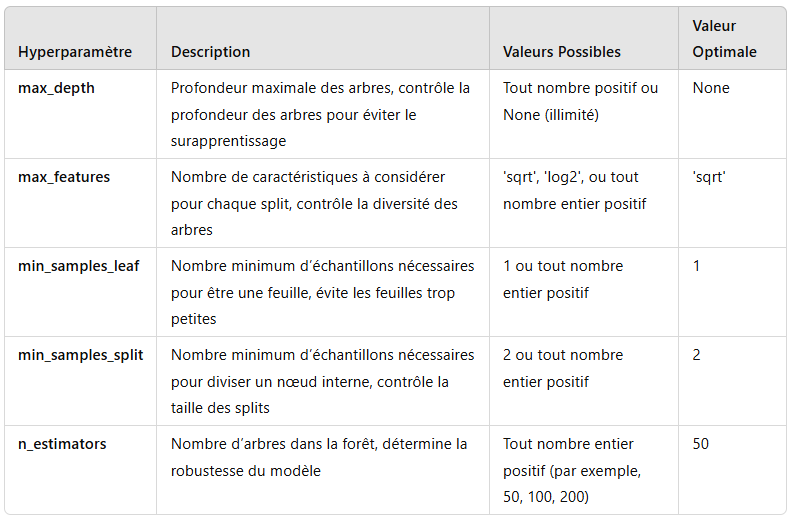 Hyperparamètre Description Valeurs Possibles Valeur Optimale
max_depth Profondeur maximale des arbres, contrôle la profondeur des arbres pour éviter le surapprentissage Tout nombre positif ou None (illimité) None
max_features Nombre de caractéristiques à considérer pour chaque split, contrôle la diversité des arbres 'sqrt', 'log2', ou tout nombre entier positif 'sqrt'
min_samples_leaf Nombre minimum d'échantillons nécessaires pour être une feuille, évite les feuilles trop petites 1 ou tout nombre entier positif 1
min_samples_split Nombre minimum d'échantillons nécessaires pour diviser un nœud interne, contrôle la taille des splits 2 ou tout nombre entier positif 2
n_estimators Nombre d'arbres dans la forêt, détermine la robustesse du modèle Tout nombre entier positif (par exemple, 50, 100, 200) 50